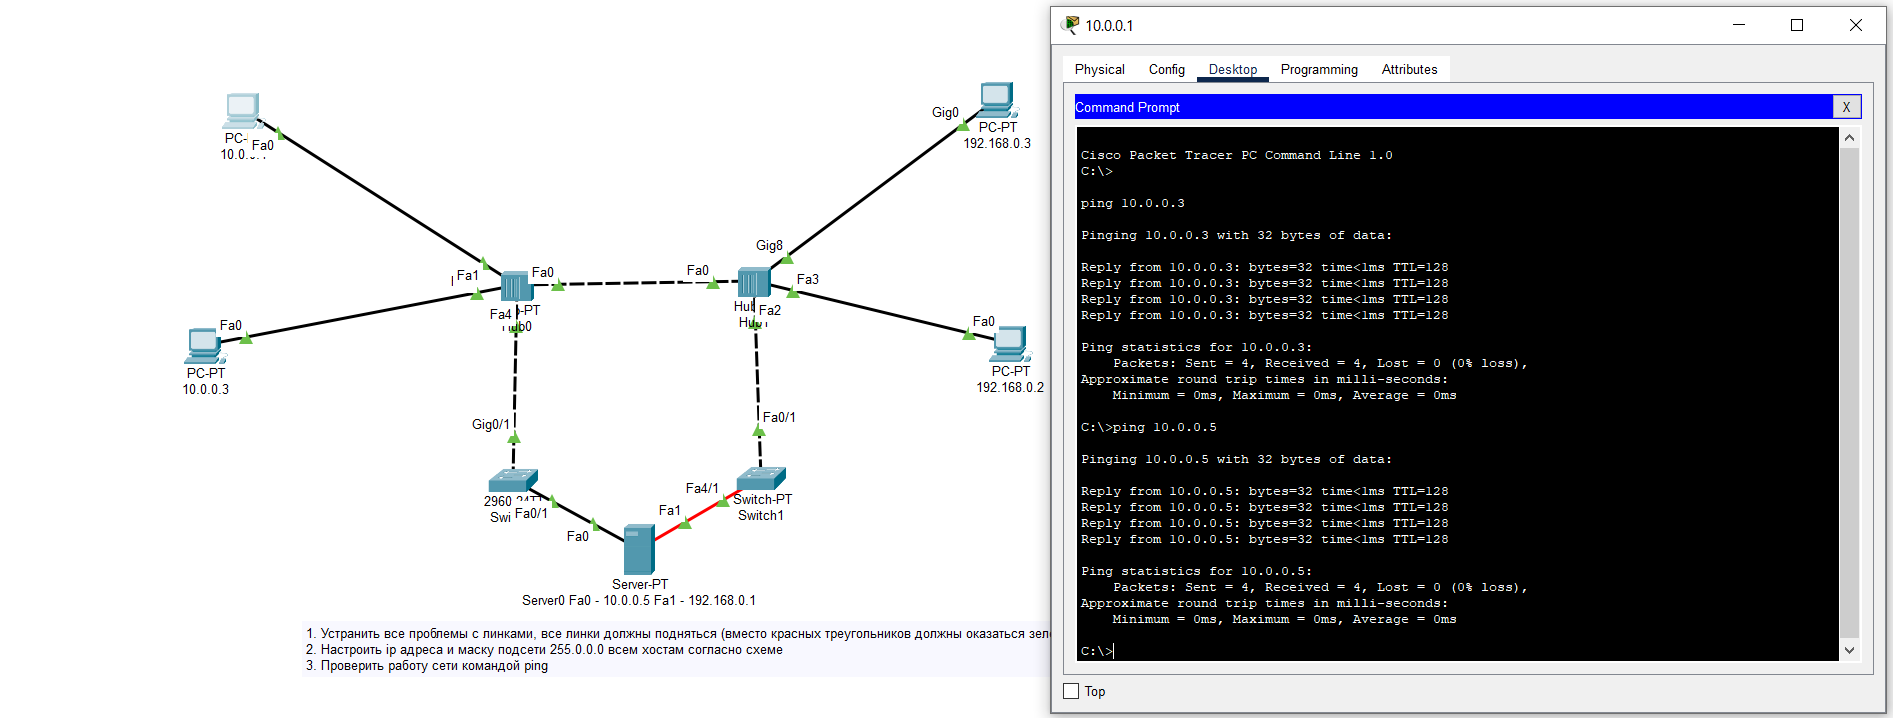 10.0.0.1
Physical Config Desktop Programming Attributes
Command Prompt X
Cisco Packet Tracer PC Command Line 1.0
C:\>
ping 10.0.0.3
Pinging 10.0.0.3 with 32 bytes of data:
Reply from 10.0.0.3: bytes=32 time<1ms TTL=128
Reply from 10.0.0.3: bytes=32 time<1ms TTL=128
Reply from 10.0.0.3: bytes=32 time<1ms TTL=128
Reply from 10.0.0.3: bytes=32 time<1ms TTL=128
Ping statistics for 10.0.0.3:
Packets: Sent = 4, Received = 4, Lost = 0 (0% loss),
Approximate round trip times in milli-seconds:
Minimum = 0ms, Maximum = 0ms, Average = 0ms
C:\>ping 10.0.0.5
Pinging 10.0.0.5 with 32 bytes of data:
Reply from 10.0.0.5: bytes=32 time<1ms TTL=128
Reply from 10.0.0.5: bytes=32 time<1ms TTL=128
Reply from 10.0.0.5: bytes=32 time<1ms TTL=128
Reply from 10.0.0.5: bytes=32 time<1ms TTL=128
Ping statistics for 10.0.0.5:
Packets: Sent = 4, Received = 4, Lost = 0 (0% loss),
Approximate round trip times in milli-seconds:
Minimum = 0ms, Maximum = 0ms, Average = 0ms
C:\>
Top
Fa0
Gig0
PC-PT
192.168.0.3
Gig8
Fa1
Fa0
Fa0
Fa3
Fa4
Fa2
Fa0
PC-PT
10.0.0.3
Fa0
PC-PT
192.168.0.2
Gig0/1
Fa0/1
Fa0/1
Fa0
Fa4/1
Fa1
Switch-PT
Switch1
Server-PT
Server0 Fa0 - 10.0.0.5 Fa1 - 192.168.0.1
1. Устранить все проблемы с линками, все линки должны подняться (вместо красных треугольников должны оказаться зел
2. Настроить ip адреса и маску подсети 255.0.0.0 всем хостам согласно схеме
3. Проверить работу сети командой ping